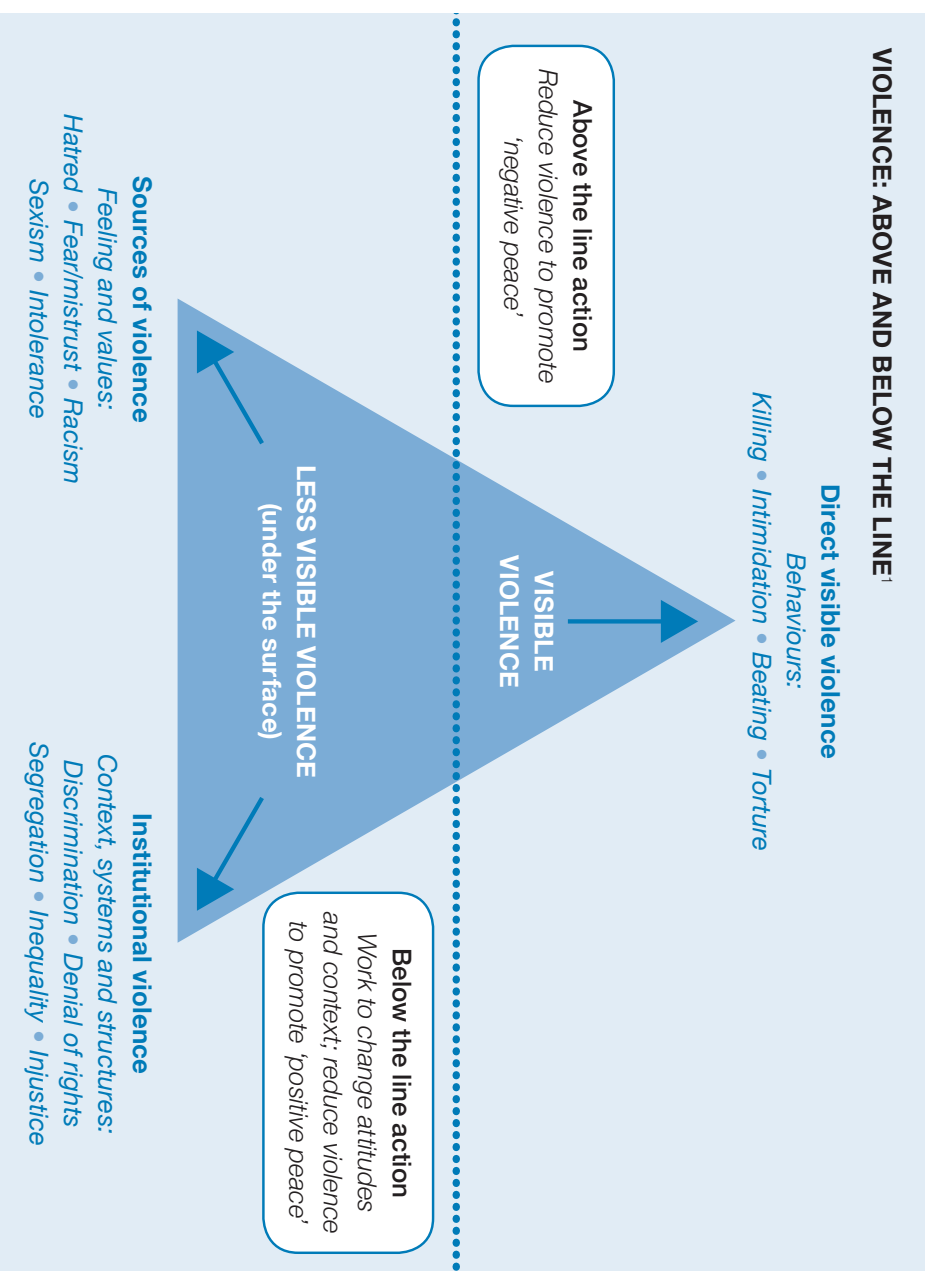 VIOLENCE: ABOVE AND BELOW THE LINE¹
Direct visible violence
Behaviours:
Killing • Intimidation • Beating • Torture
Above the line action
Reduce violence to promote
‘negative peace’
VISIBLE
VIOLENCE
LESS VISIBLE VIOLENCE
(under the surface)
Below the line action
Work to change attitudes
and context; reduce violence
to promote ‘positive peace’
Sources of violence
Feeling and values:
Hatred • Fear/mistrust • Racism
Sexism • Intolerance
Institutional violence
Context, systems and structures:
Discrimination • Denial of rights
Segregation • Inequality • Injustice